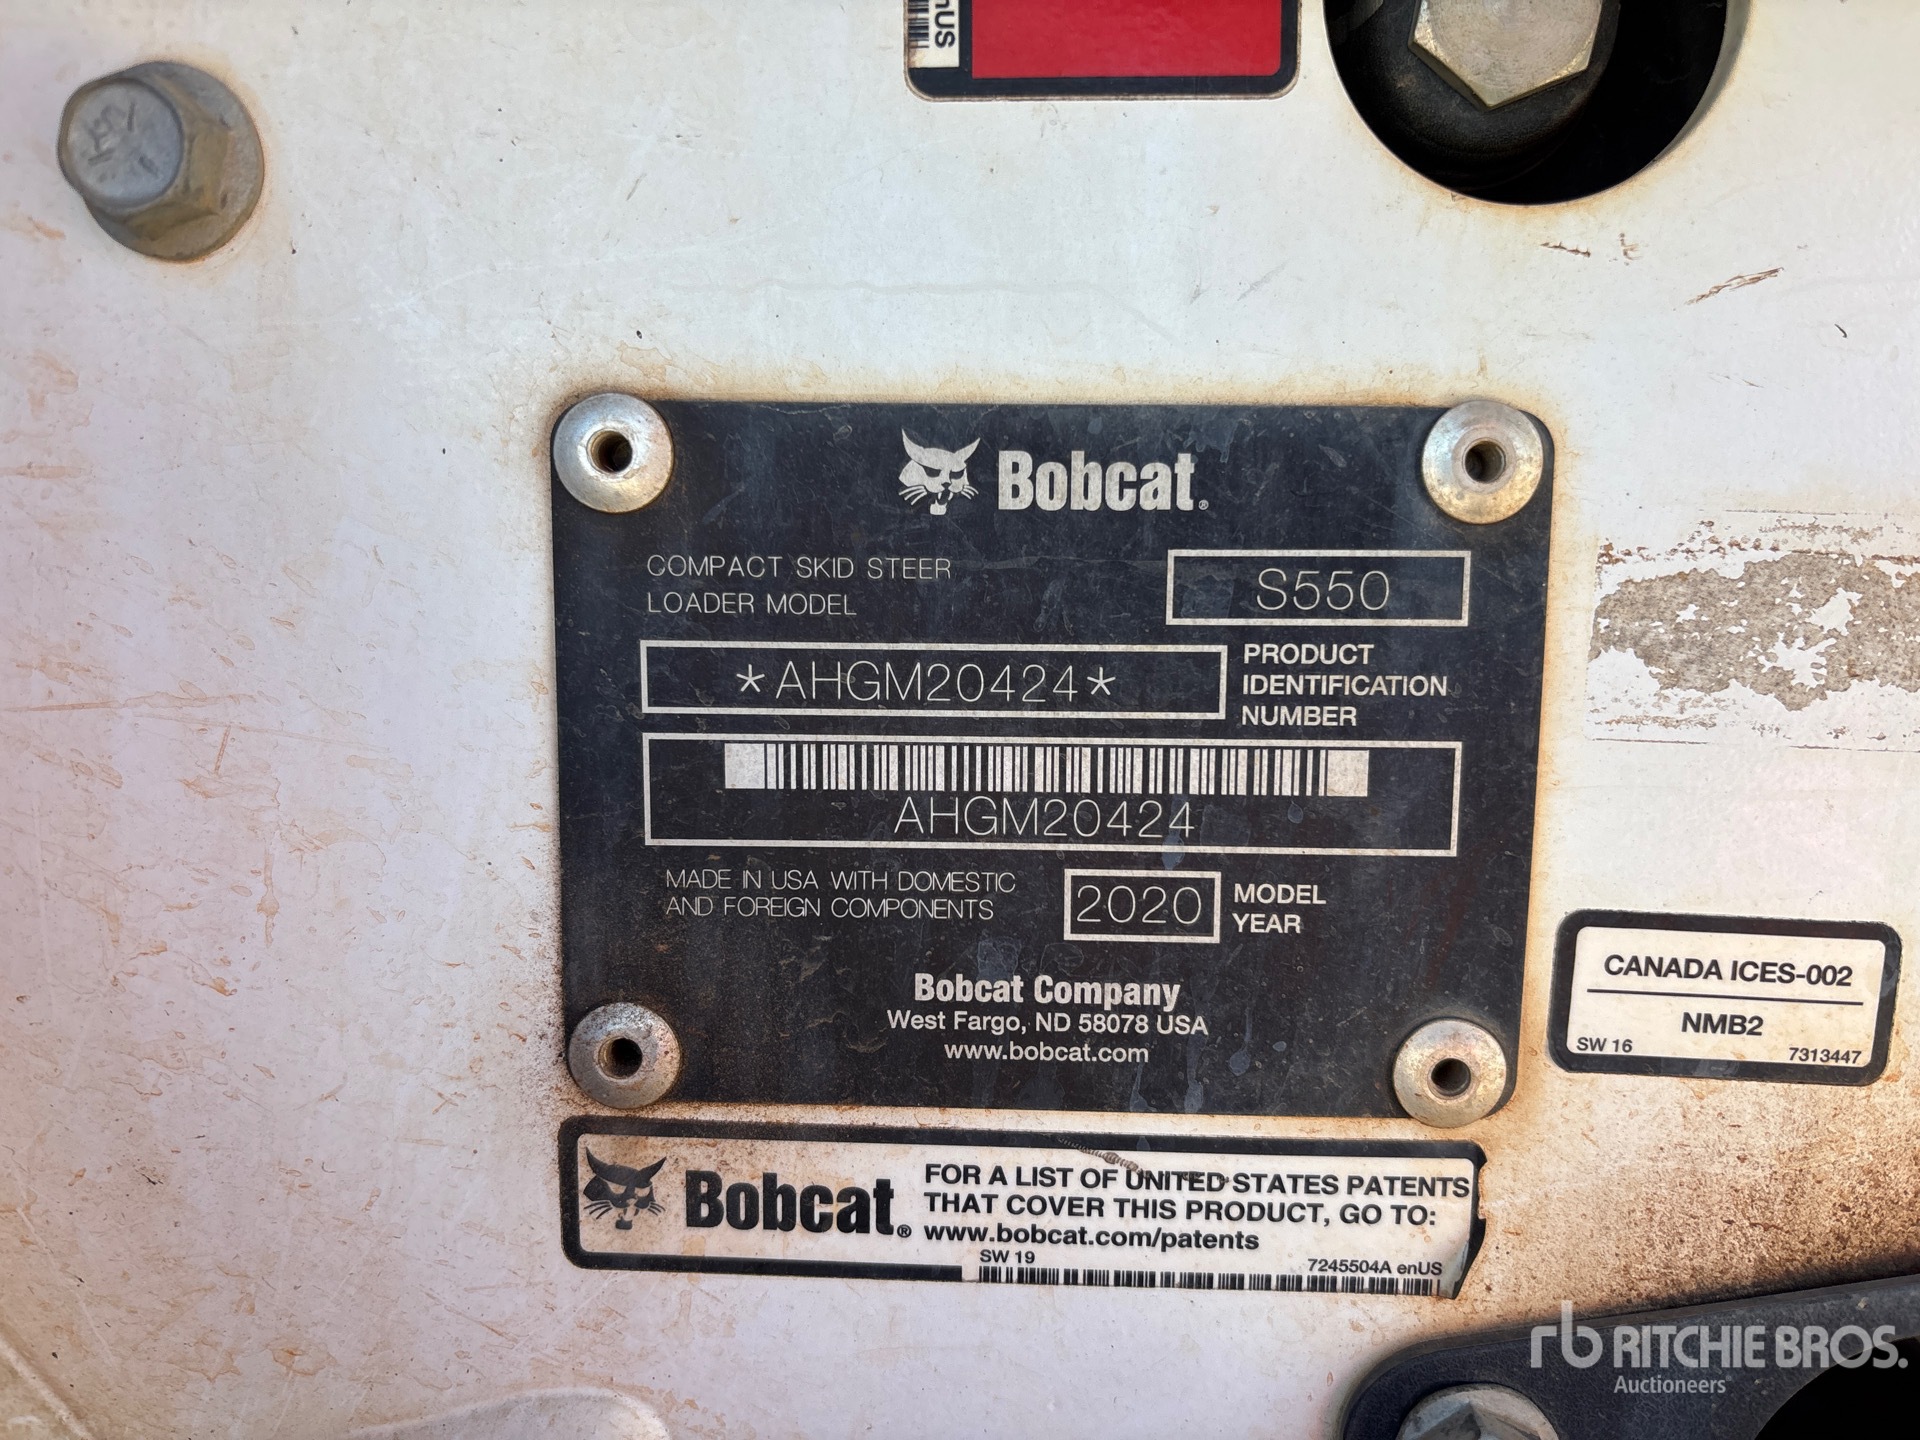 nUS
Bobcat®
COMPACT SKID STEER
LOADER MODEL
S550
*AHGM20424*
PRODUCT
IDENTIFICATION
NUMBER
AHGM20424
MADE IN USA WITH DOMESTIC
AND FOREIGN COMPONENTS
2020
MODEL
YEAR
Bobcat Company
West Fargo, ND 58078 USA
www.bobcat.com
CANADA ICES-002
NMB2
SW 16
7313447
Bobcat®
FOR A LIST OF UNITED STATES PATENTS
THAT COVER THIS PRODUCT, GO TO:
www.bobcat.com/patents
SW 19
7245504A enUS
rb RITCHIE BROS.
Auctioneers